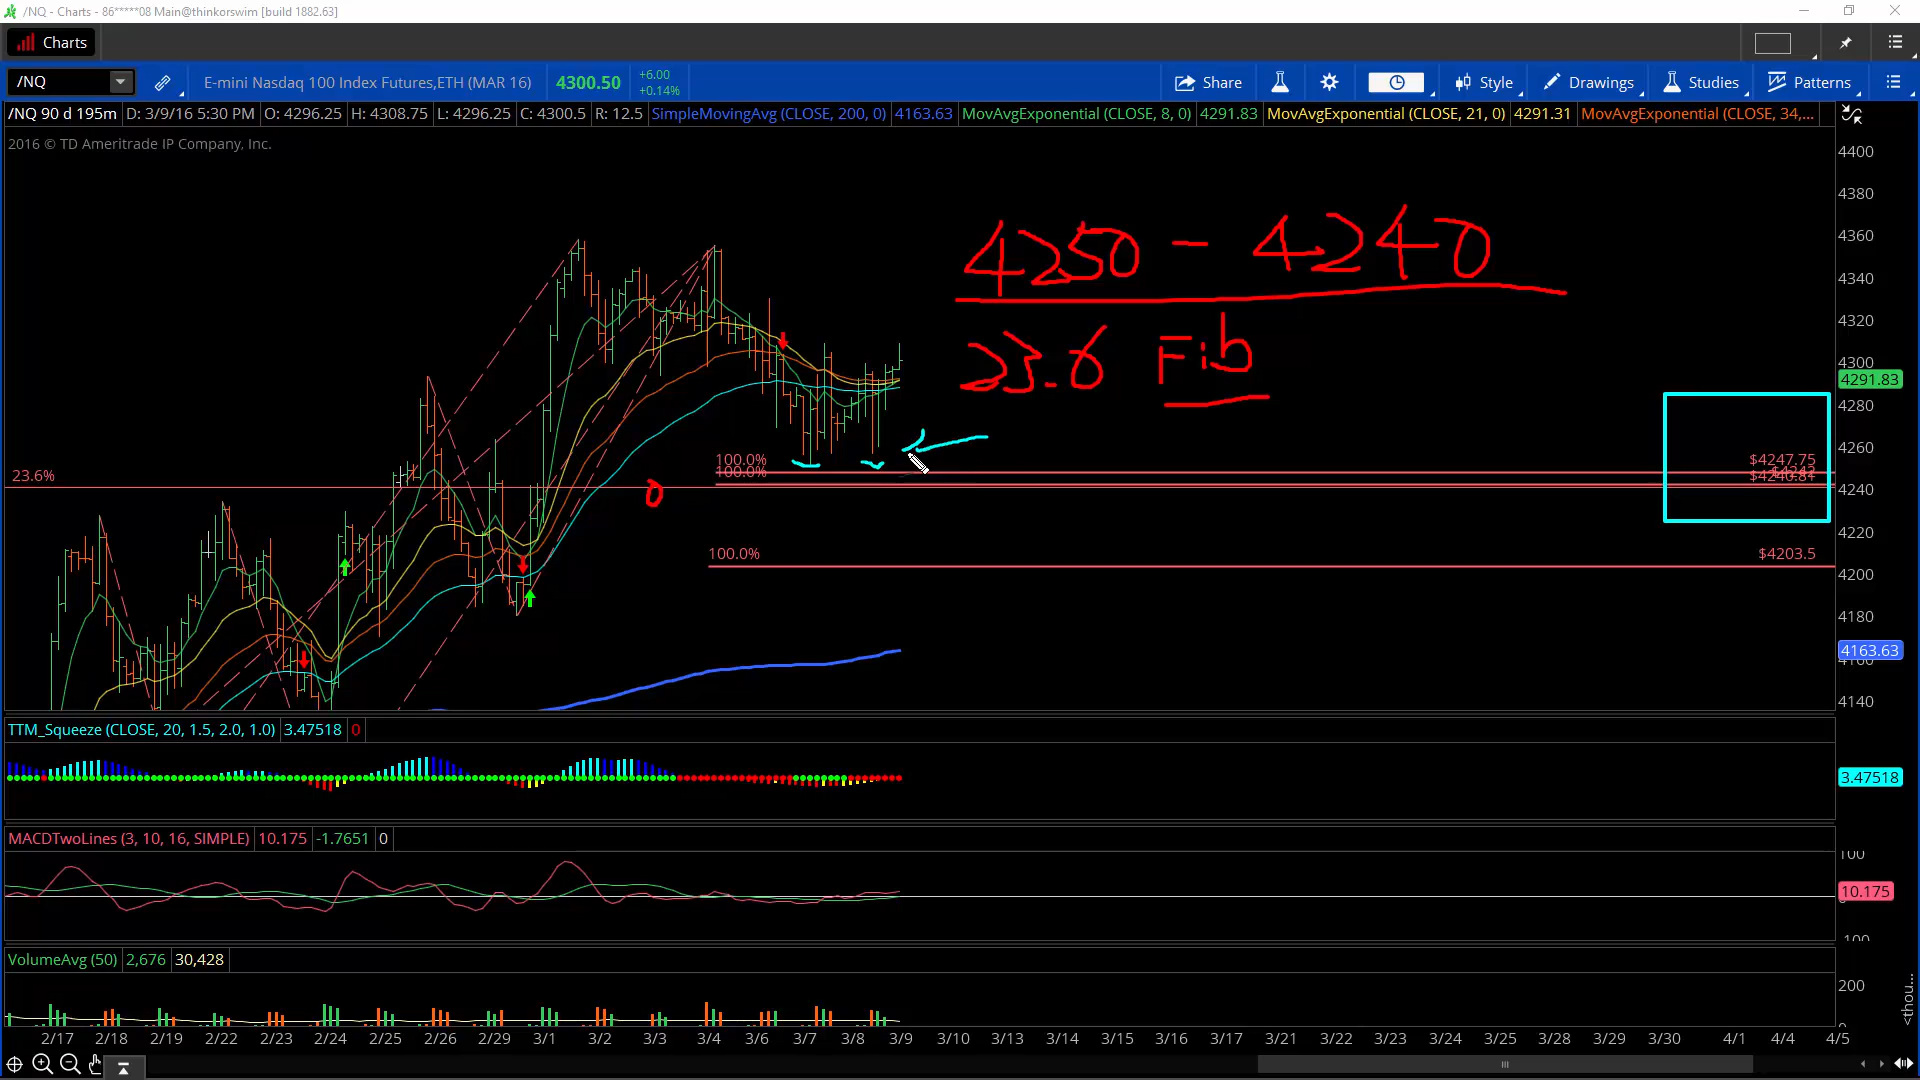 /NQ - Charts - 86*****08 Main@thinkorswim [build 1882.63]
Charts
/NQ E-mini Nasdaq 100 Index Futures,ETH (MAR 16) 4300.50 +6.00 +0.14% Share Style Drawings Studies Patterns
/NQ 90 d 195m D: 3/9/16 5:30 PM O: 4296.25 H: 4308.75 L: 4296.25 C: 4300.5 R: 12.5 SimpleMovingAvg (CLOSE, 200, 0) 4163.63 MovAvgExponential (CLOSE, 8, 0) 4291.83 MovAvgExponential (CLOSE, 21, 0) 4291.31 MovAvgExponential (CLOSE, 34,...
2016 © TD Ameritrade IP Company, Inc.
4400
4380
4360
4340
4320
4300
4291.83
4280
4260
4240
4220
4200
4180
4163.63
4160
4140
4250 - 4240
23.6 Fib
100.0% $4247.75
100.0% $4242
23.6% $4240.81
0
100.0% $4203.5
TTM_Squeeze (CLOSE, 20, 1.5, 2.0, 1.0) 3.47518 0
3.47518
MACDTwoLines (3, 10, 16, SIMPLE) 10.175 -1.7651 0
100
10.175
0
-100
VolumeAvg (50) 2,676 30,428
200
0
<thou...
2/17 2/18 2/19 2/22 2/23 2/24 2/25 2/26 2/29 3/1 3/2 3/3 3/4 3/6 3/7 3/8 3/9 3/10 3/13 3/14 3/15 3/16 3/17 3/21 3/22 3/23 3/24 3/25 3/28 3/29 3/30 4/1 4/4 4/5